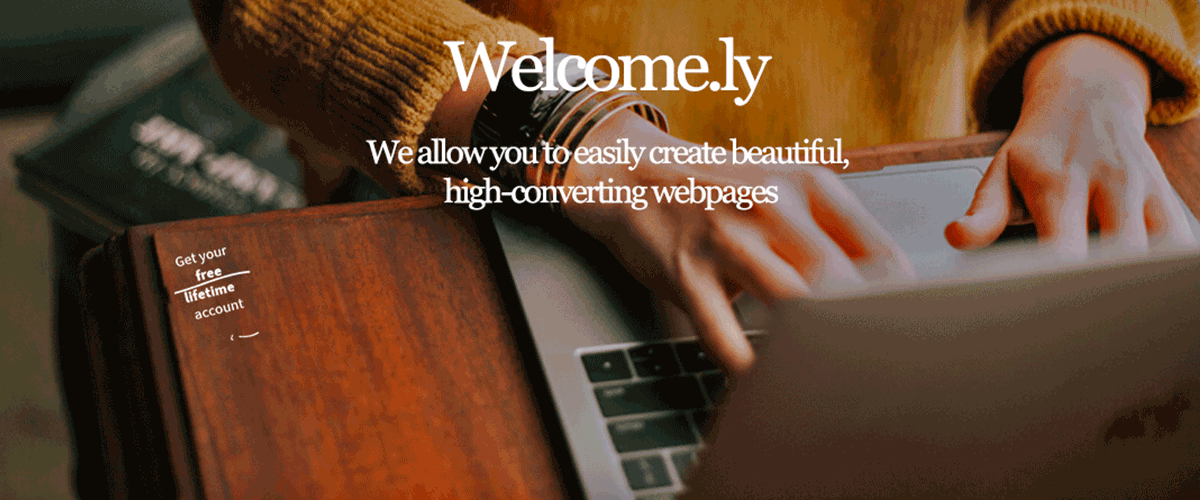 Welcome.ly
We allow you to easily create beautiful,
high-converting webpages
Get your
free
lifetime
account